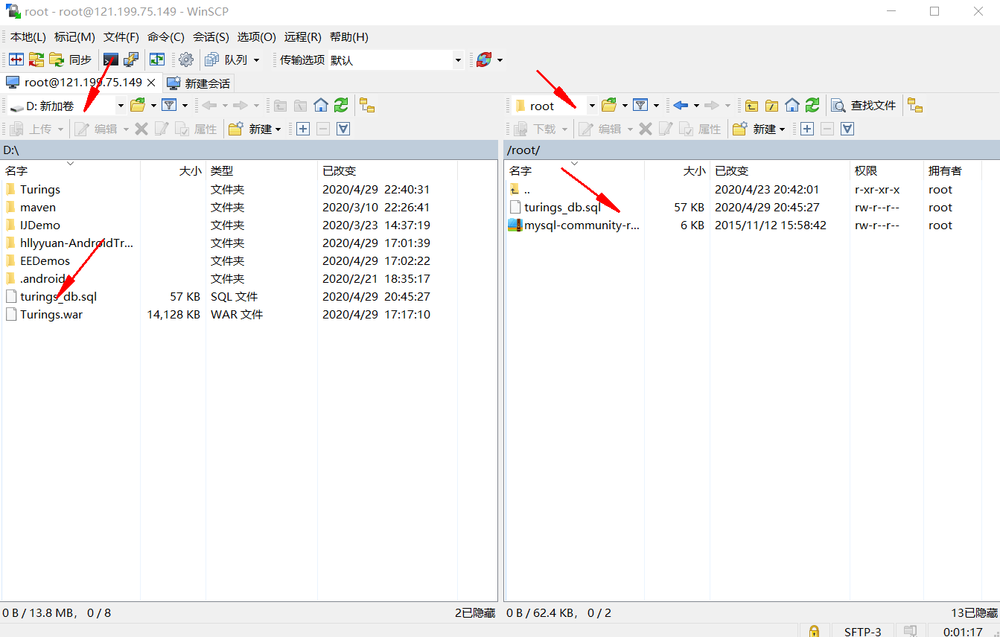 root - root@121.199.75.149 - WinSCP
本地(L) 标记(M) 文件(F) 命令(C) 会话(S) 选项(O) 远程(R) 帮助(H)
同步 队列 传输选项 默认
root@121.199.75.149 新建会话
D: 新加卷 root 查找文件
上传 编辑 属性 新建 下载 编辑 属性 新建
D:\ /root/
名字 大小 类型 已改变 名字 大小 已改变 权限 拥有者
Turings 文件夹 2020/4/29 22:40:31 .. 2020/4/23 20:42:01 r-xr-xr-x root
maven 文件夹 2020/3/10 22:26:41 turings_db.sql 57 KB 2020/4/29 20:45:27 rw-r--r-- root
IJDemo 文件夹 2020/3/23 14:37:19 mysql-community-r... 6 KB 2015/11/12 15:58:42 rw-r--r-- root
hllyyuan-AndroidTr... 文件夹 2020/4/29 17:01:39
EEDemos 文件夹 2020/4/29 17:02:22
.android 文件夹 2020/2/21 18:35:17
turings_db.sql 57 KB SQL 文件 2020/4/29 20:45:27
Turings.war 14,128 KB WAR 文件 2020/4/29 17:17:10
0 B / 13.8 MB, 0 / 8 2已隐藏 0 B / 62.4 KB, 0 / 2 13已隐藏
SFTP-3 0:01:17